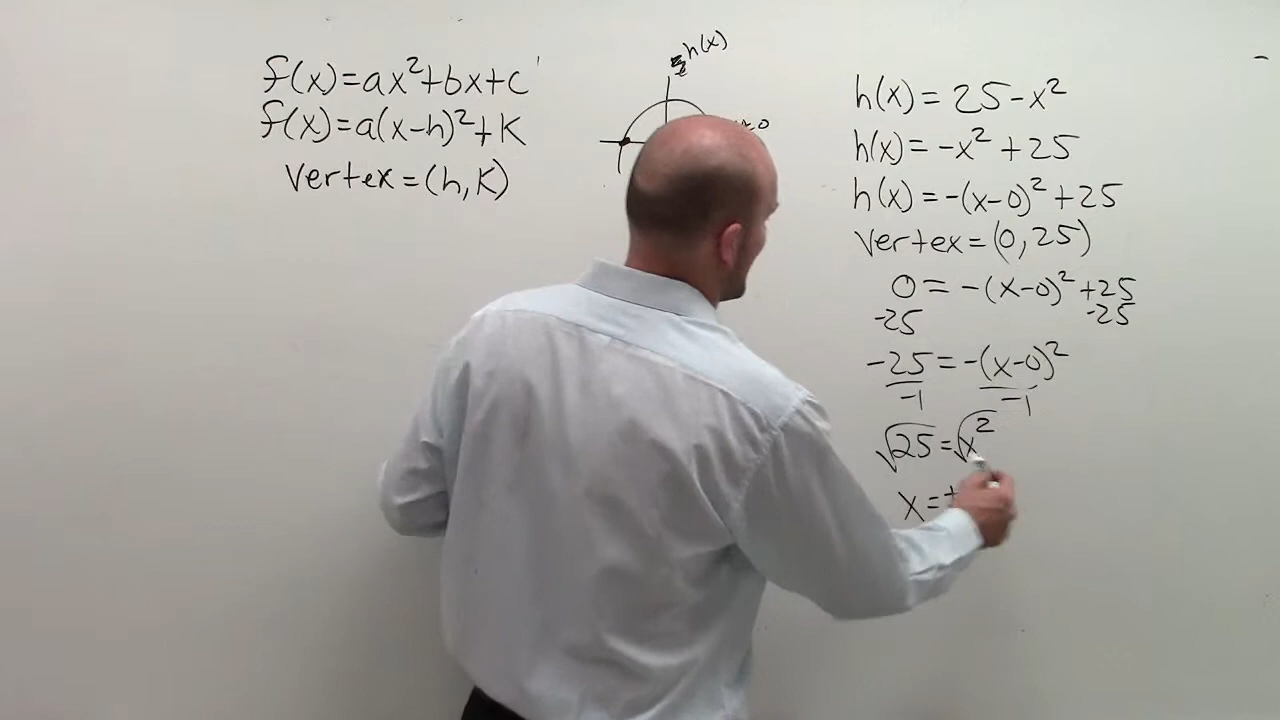 f(x)=ax²+bx+c
f(x)=a(x-h)²+K
vertex=(h,K)
h(x)
h(x)=25-x²
h(x)=-x²+25
h(x)=-(x-0)²+25
vertex=(0,25)
0=-(x-0)²+25
-25 -25
-25=-(x-0)²
-1 -1
√25=√x²
x=±